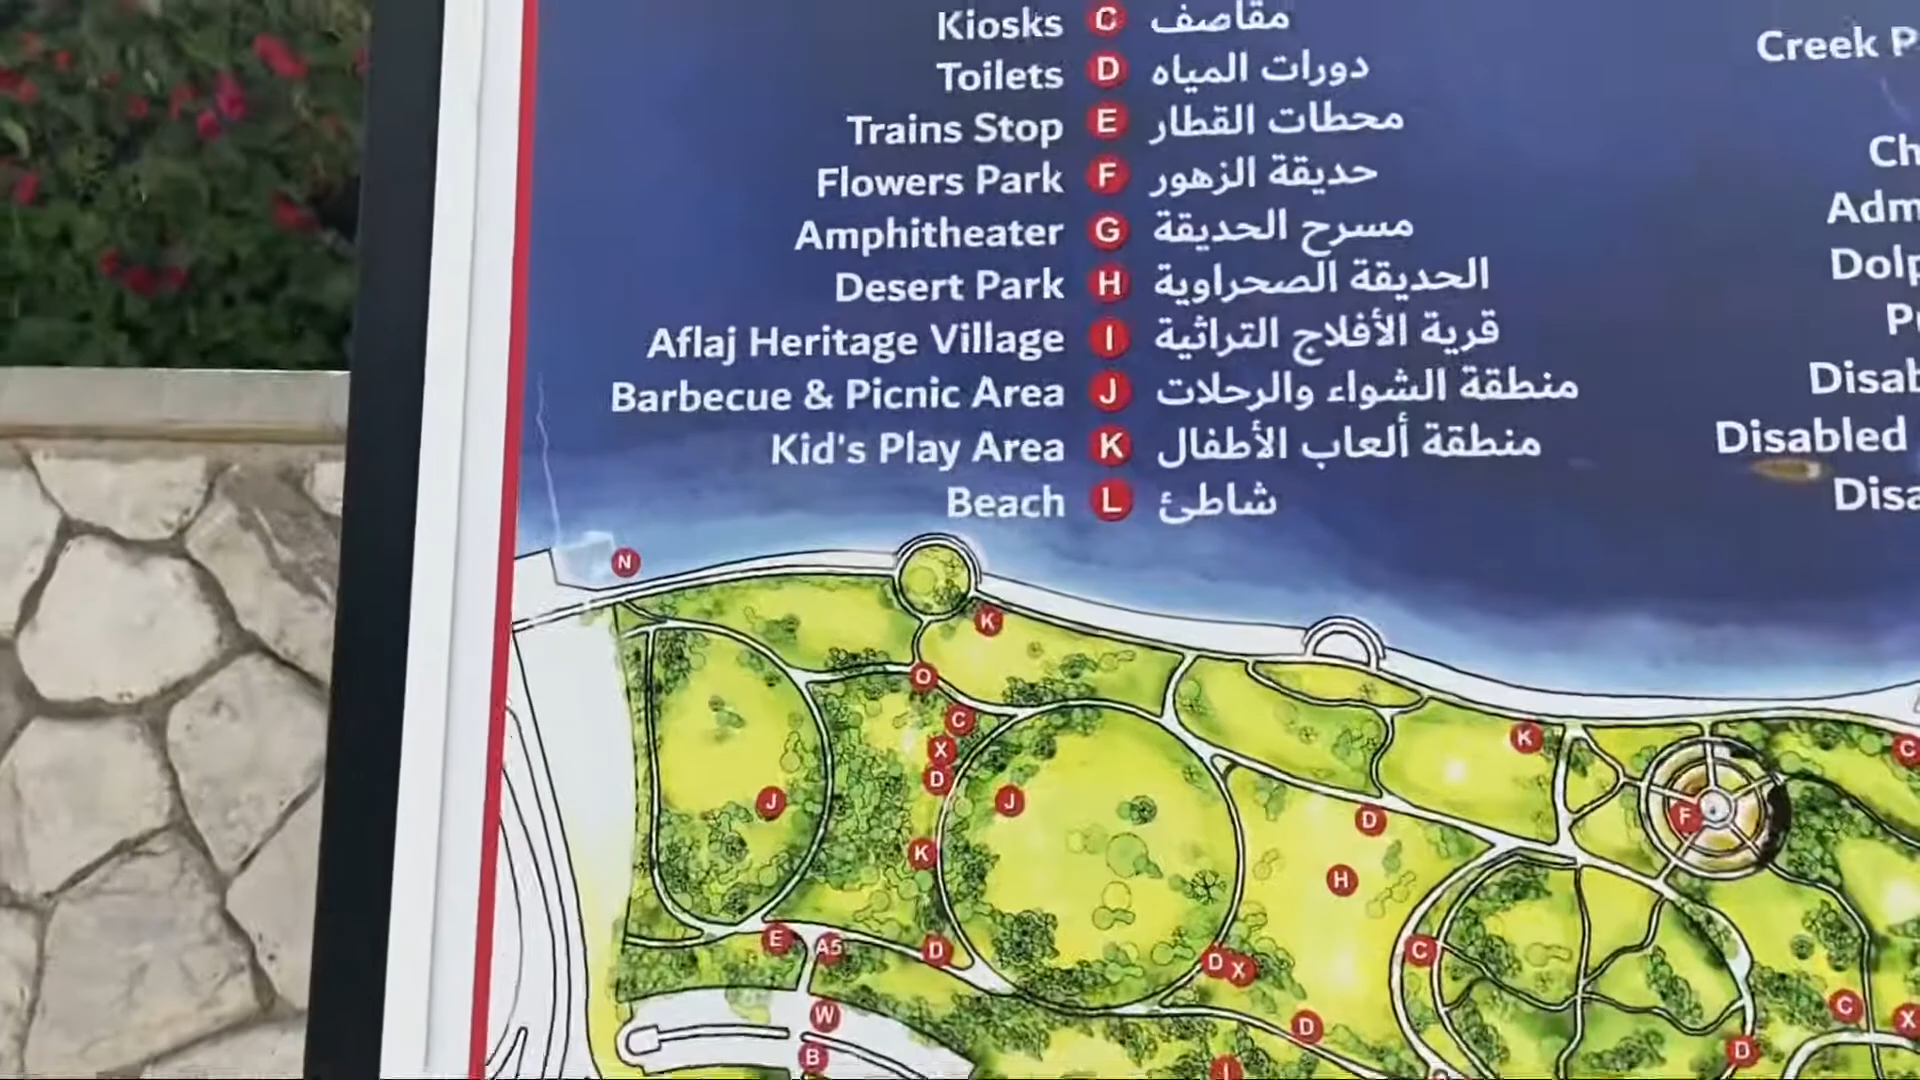 Kiosks C مقاصف
Toilets D دورات المياه
Trains Stop E محطات القطار
Flowers Park F حديقة الزهور
Amphitheater G مسرح الحديقة
Desert Park H الحديقة الصحراوية
Aflaj Heritage Village I قرية الأفلاج التراثية
Barbecue & Picnic Area J منطقة الشواء والرحلات
Kid's Play Area K منطقة ألعاب الأطفال
Beach L شاطئ
Creek
Disabled
N
K
O
C
X
D
K
C
J
J
D
F
K
H
E
A5
D
D X
C
W
D
C
X
B
D